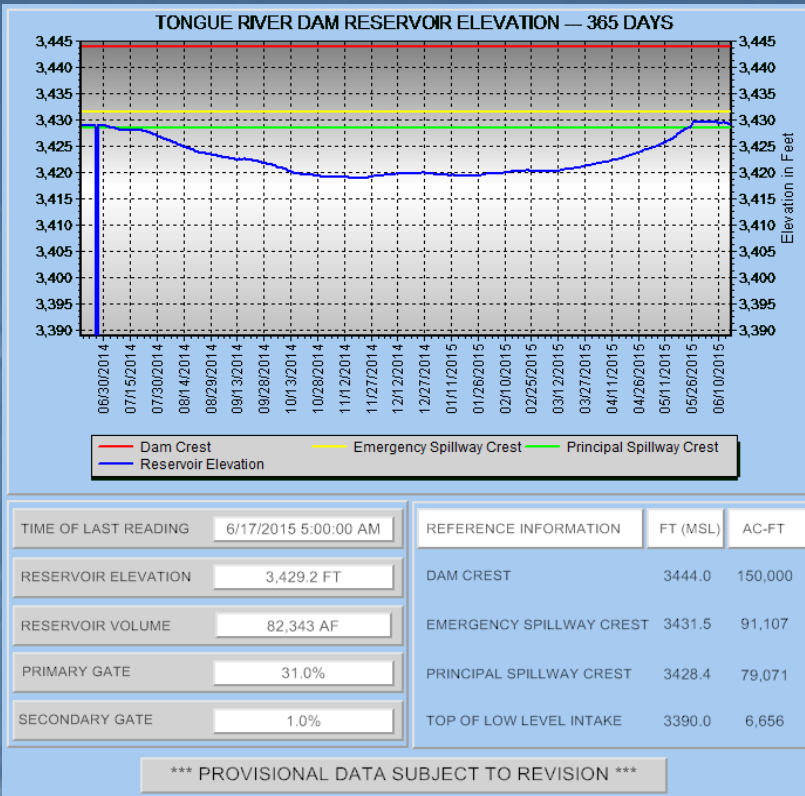 TONGUE RIVER DAM RESERVOIR ELEVATION — 365 DAYS
3,445 3,445
3,440 3,440
3,435 3,435
3,430 3,430
3,425 3,425
3,420 3,420
3,415 3,415
3,410 3,410
3,405 3,405
3,400 3,400
3,395 3,395
3,390 3,390
Elevation in Feet
06/30/2014
07/15/2014
07/30/2014
08/14/2014
08/29/2014
09/13/2014
09/28/2014
10/13/2014
10/28/2014
11/12/2014
11/27/2014
12/12/2014
12/27/2014
01/11/2015
01/26/2015
02/10/2015
02/25/2015
03/12/2015
03/27/2015
04/11/2015
04/26/2015
05/11/2015
05/26/2015
06/10/2015
Dam Crest Emergency Spillway Crest Principal Spillway Crest
Reservoir Elevation
TIME OF LAST READING 6/17/2015 5:00:00 AM
RESERVOIR ELEVATION 3,429.2 FT
RESERVOIR VOLUME 82,343 AF
PRIMARY GATE 31.0%
SECONDARY GATE 1.0%
REFERENCE INFORMATION FT (MSL) AC-FT
DAM CREST 3444.0 150,000
EMERGENCY SPILLWAY CREST 3431.5 91,107
PRINCIPAL SPILLWAY CREST 3428.4 79,071
TOP OF LOW LEVEL INTAKE 3390.0 6,656
*** PROVISIONAL DATA SUBJECT TO REVISION ***